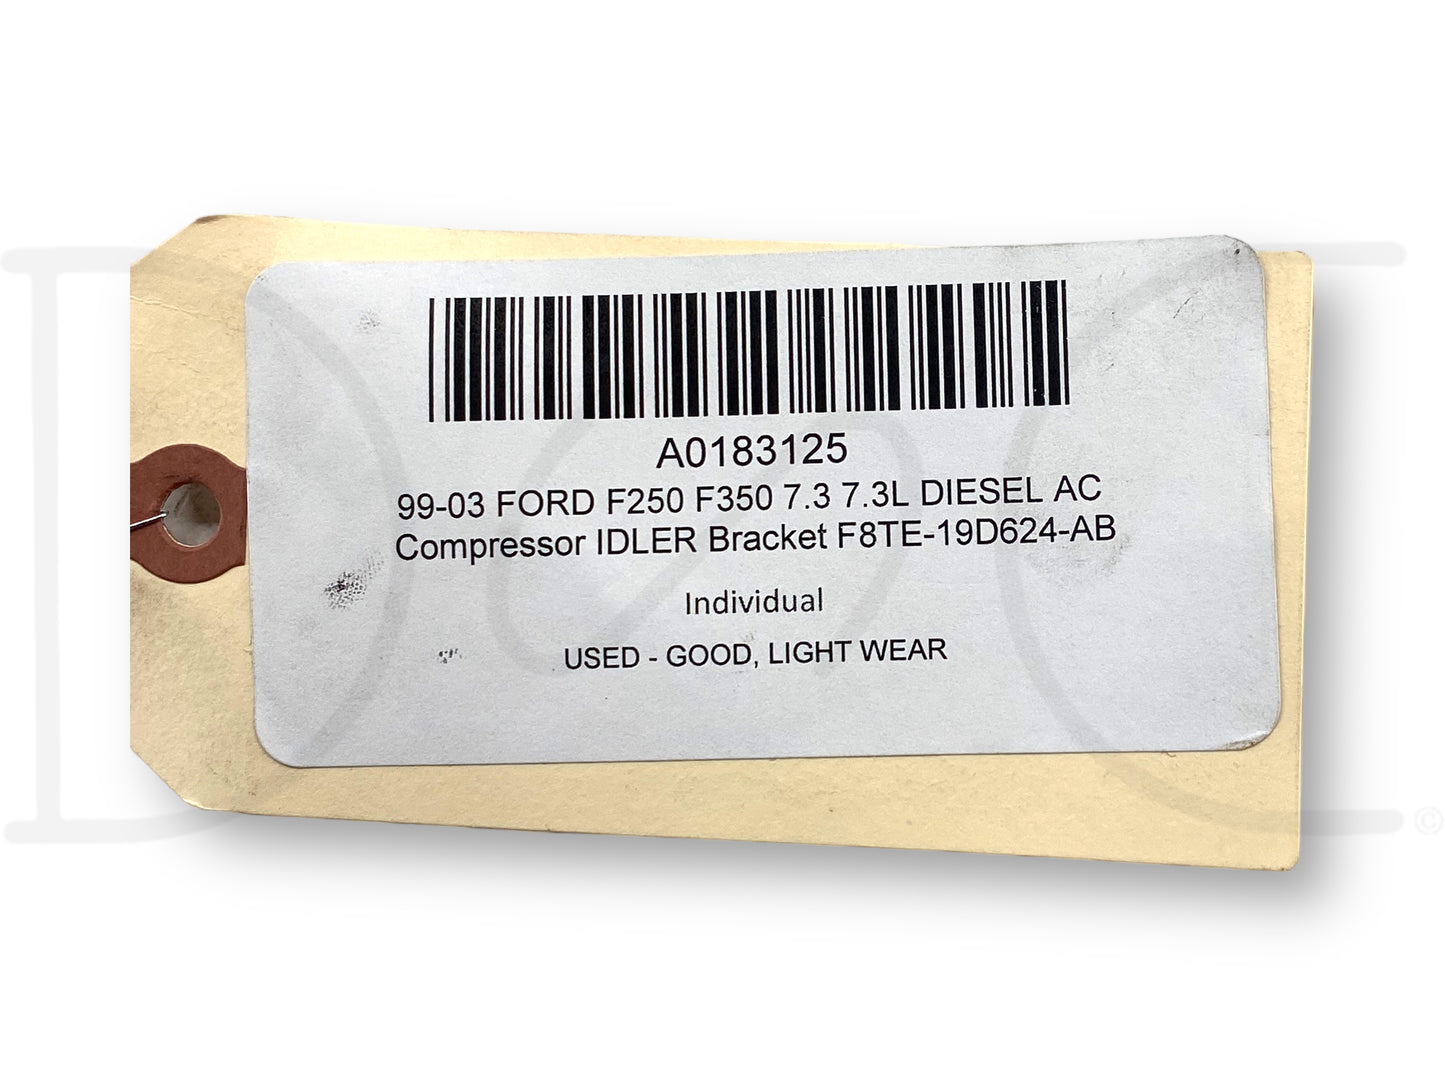 A0183125
99-03 FORD F250 F350 7.3 7.3L DIESEL AC
Compressor IDLER Bracket F8TE-19D624-AB
Individual
USED - GOOD, LIGHT WEAR
©